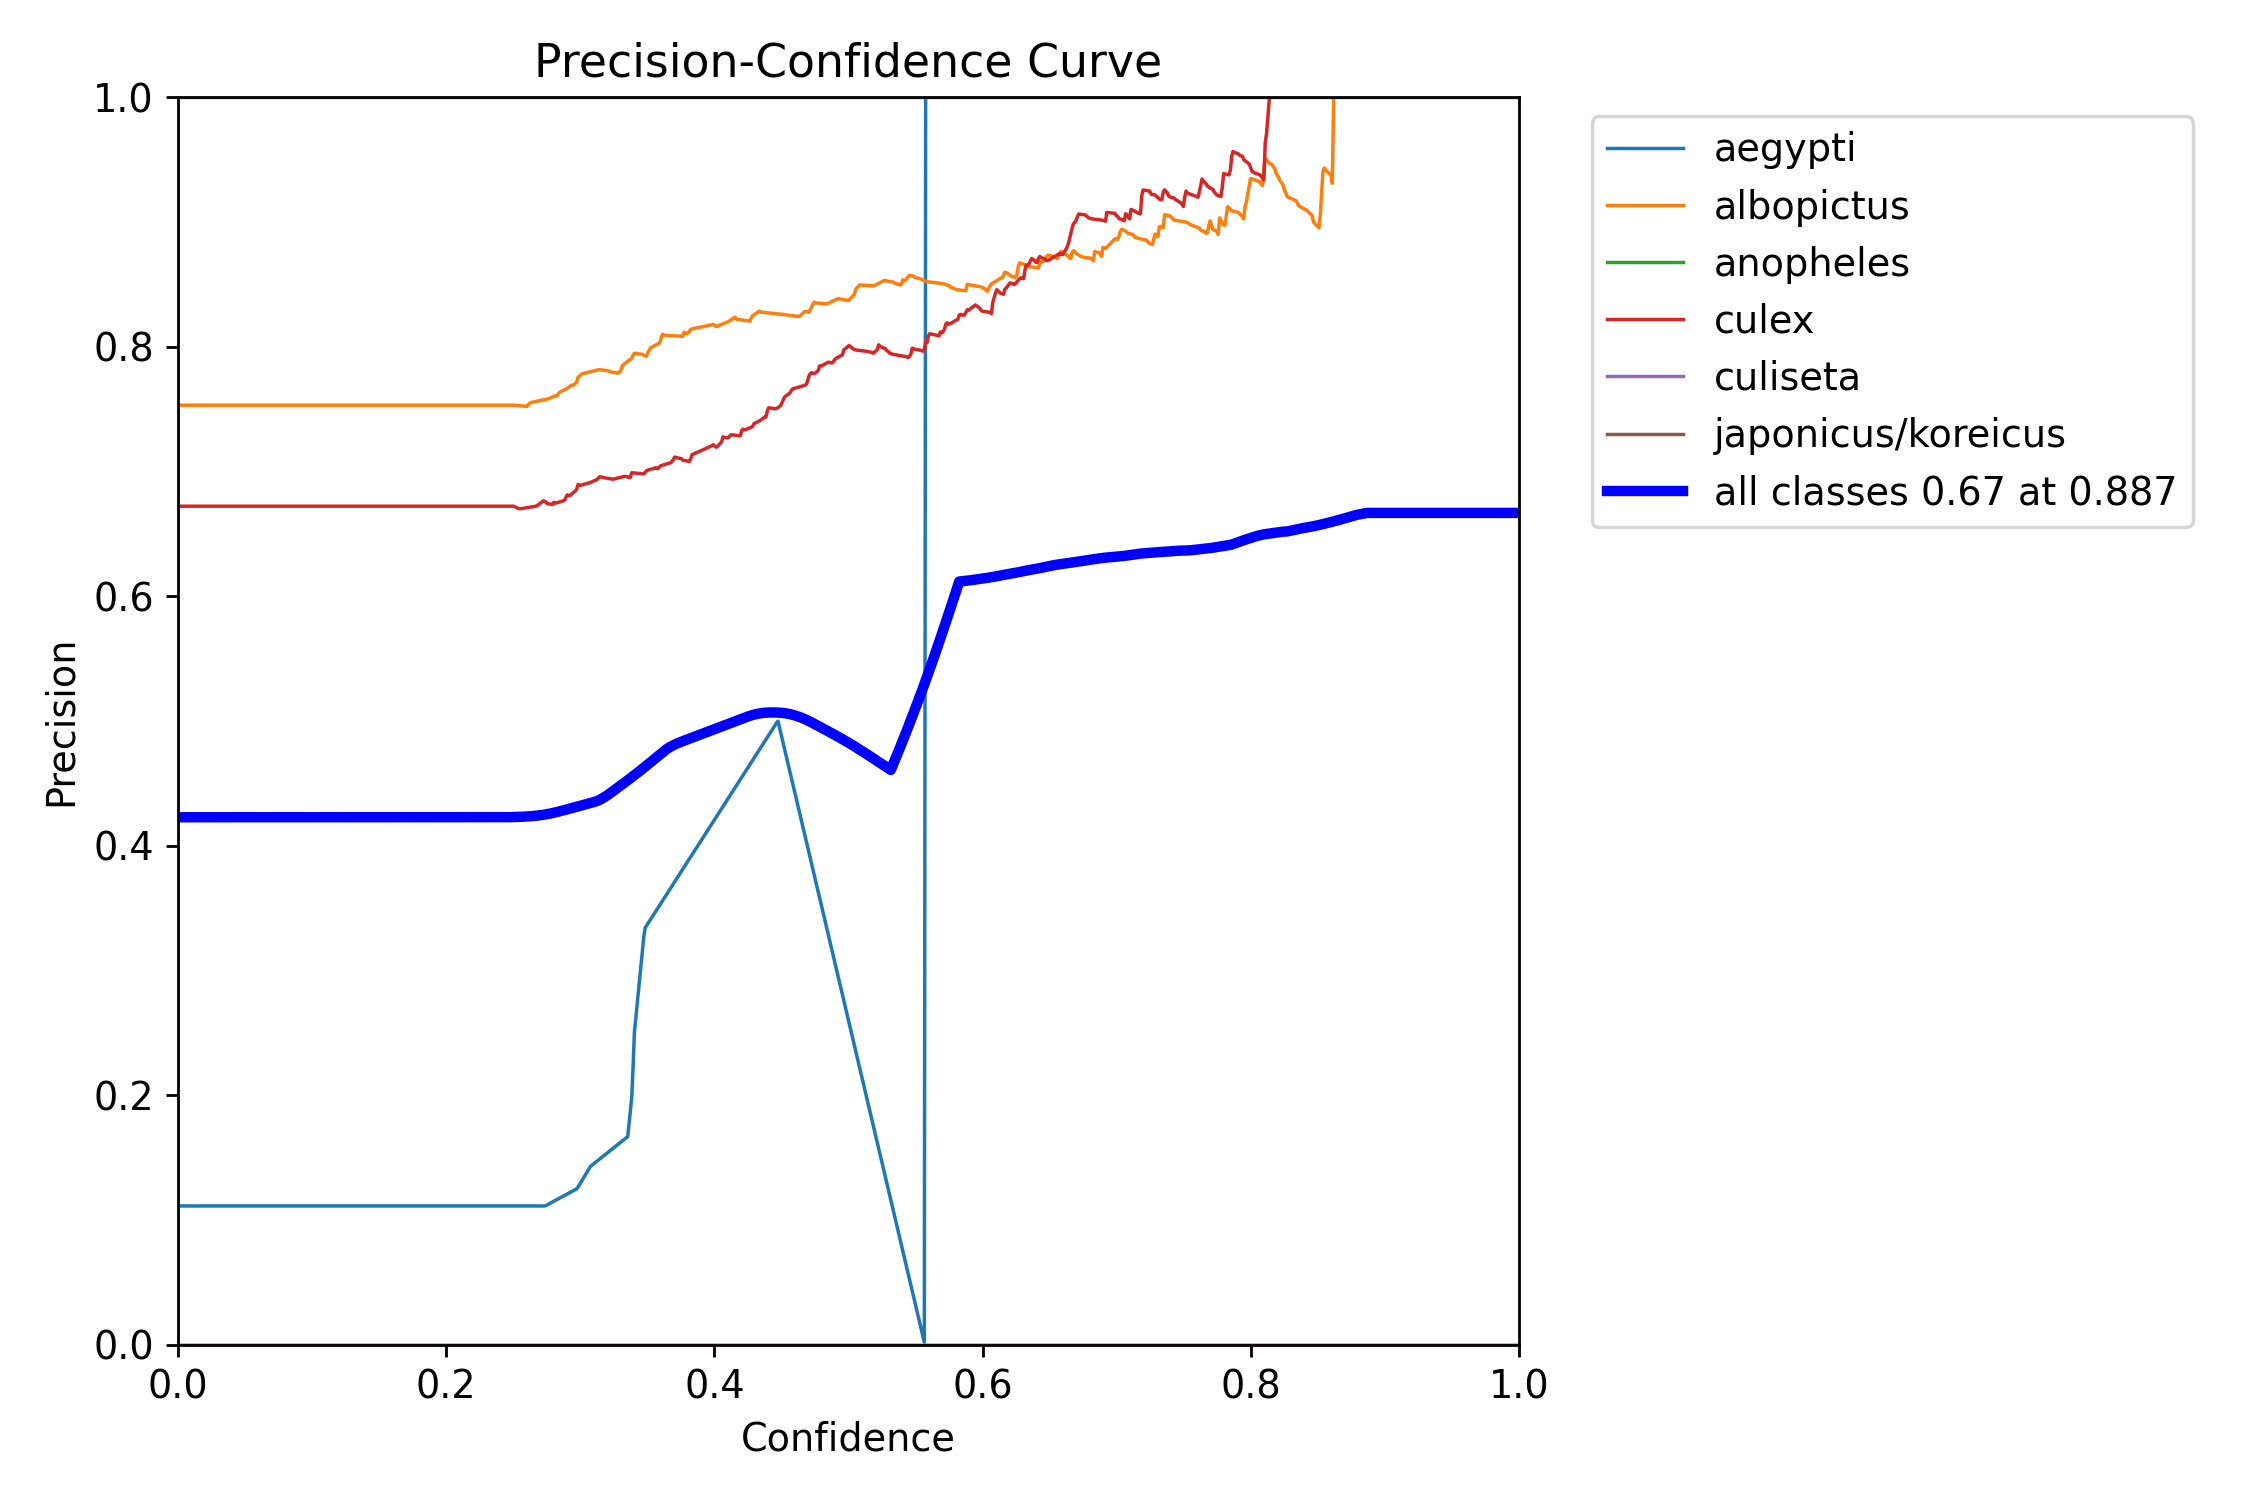 Precision-Confidence Curve
1.0
0.8
0.6
0.4
0.2
0.0
Precision
0.0 0.2 0.4 0.6 0.8 1.0
Confidence
aegypti
albopictus
anopheles
culex
culiseta
japonicus/koreicus
all classes 0.67 at 0.887